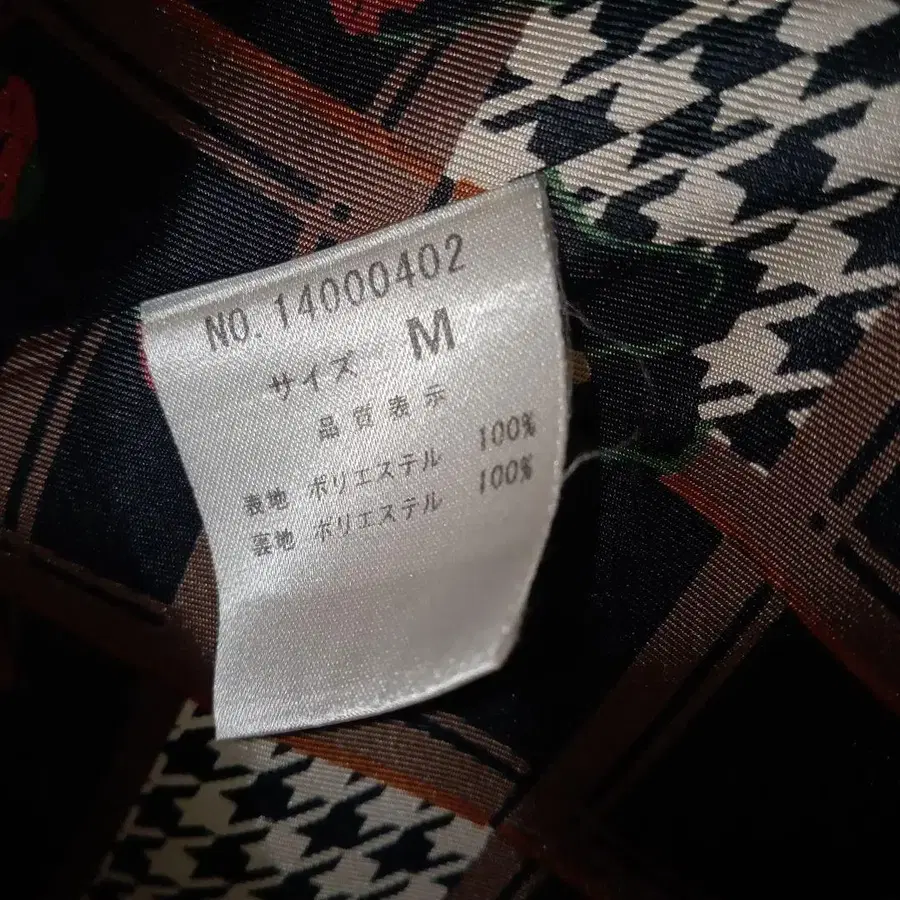 NO.14000402
サイズ M
品質表示
表地 ポリエステル 100%
裏地 ポリエステル 100%